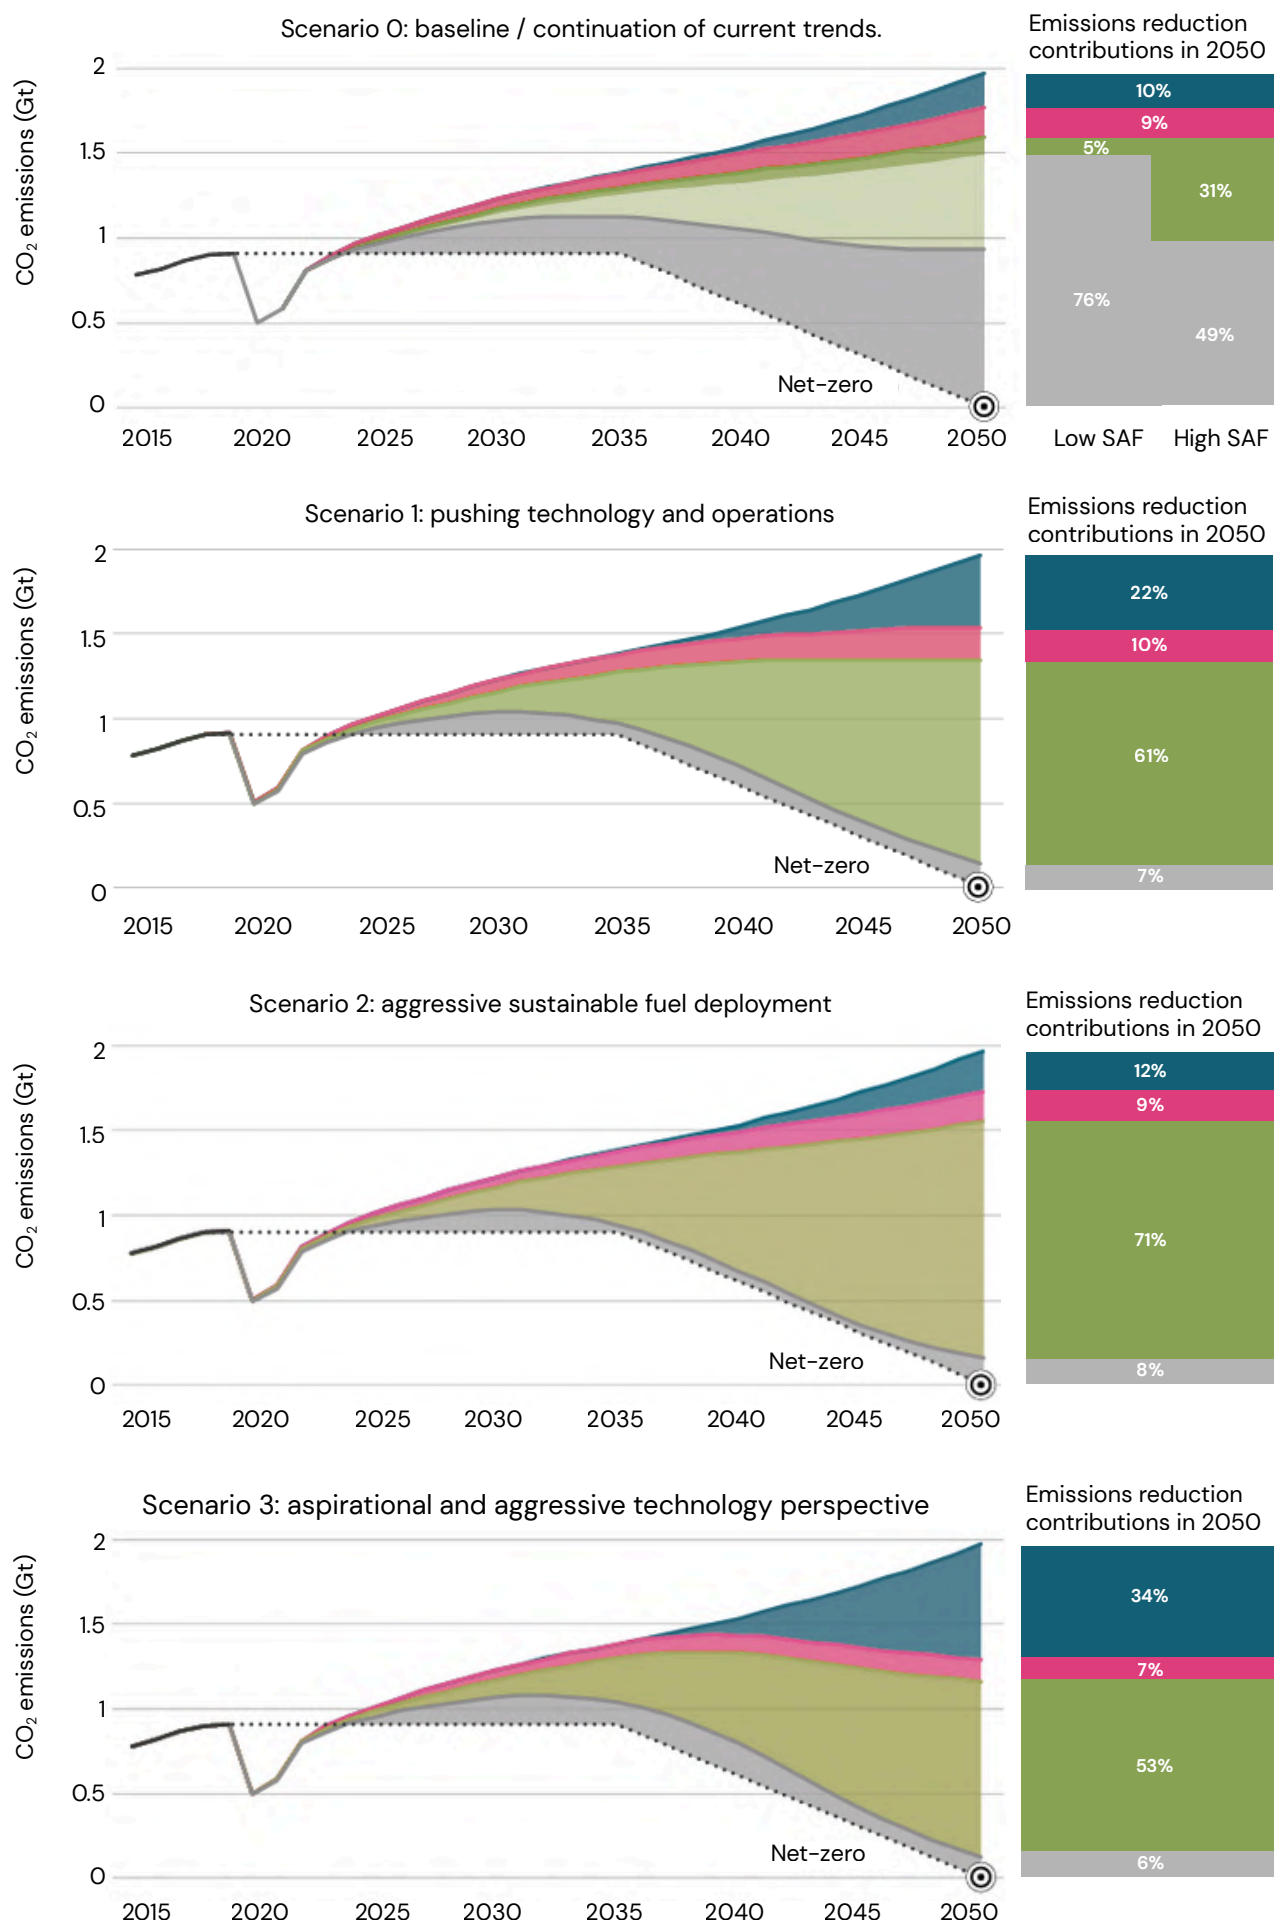 Scenario 0: baseline / continuation of current trends.
Emissions reduction
contributions in 2050
CO₂ emissions (Gt)
2
1.5
1
0.5
0
Net-zero
2015 2020 2025 2030 2035 2040 2045 2050
10%
9%
5%
31%
76%
49%
Low SAF High SAF
Scenario 1: pushing technology and operations
Emissions reduction
contributions in 2050
CO₂ emissions (Gt)
2
1.5
1
0.5
0
Net-zero
2015 2020 2025 2030 2035 2040 2045 2050
22%
10%
61%
7%
Scenario 2: aggressive sustainable fuel deployment
Emissions reduction
contributions in 2050
CO₂ emissions (Gt)
2
1.5
1
0.5
0
Net-zero
2015 2020 2025 2030 2035 2040 2045 2050
12%
9%
71%
8%
Scenario 3: aspirational and aggressive technology perspective
Emissions reduction
contributions in 2050
CO₂ emissions (Gt)
2
1.5
1
0.5
0
Net-zero
2015 2020 2025 2030 2035 2040 2045 2050
34%
7%
53%
6%